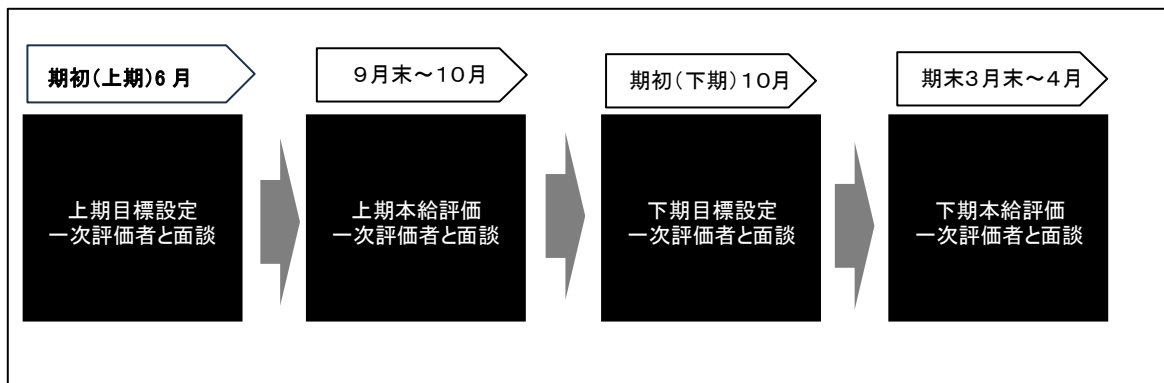 期初(上期)6月
９月末～１０月
期初(下期)１０月
期末３月末～４月
上期目標設定
一次評価者と面談
上期本給評価
一次評価者と面談
下期目標設定
一次評価者と面談
下期本給評価
一次評価者と面談